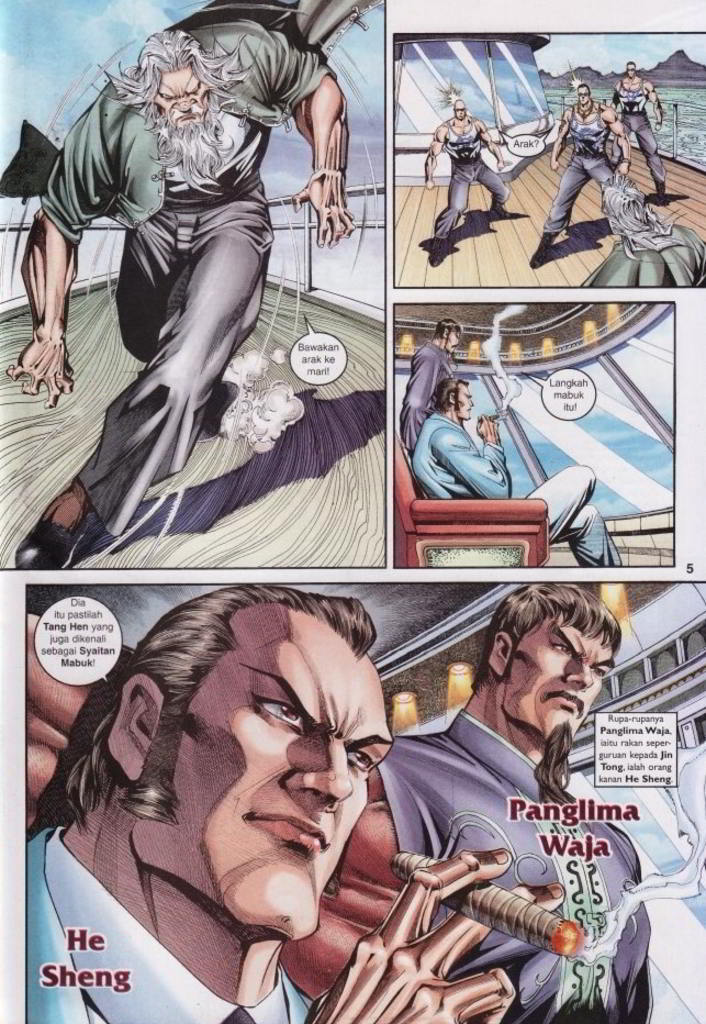 Bawakan
arak ke
mari!
Arak?
Langkah
mabuk
itu!
5
Dia
itu pastilah
Tang Hen yang
juga dikenali
sebagai Syaitan
Mabuk!
Rupa-rupanya
Panglima Waja,
iaitu rakan seper-
guruan kepada Jin
Tong, ialah orang
kanan He Sheng.
Panglima
Waja
He
Sheng